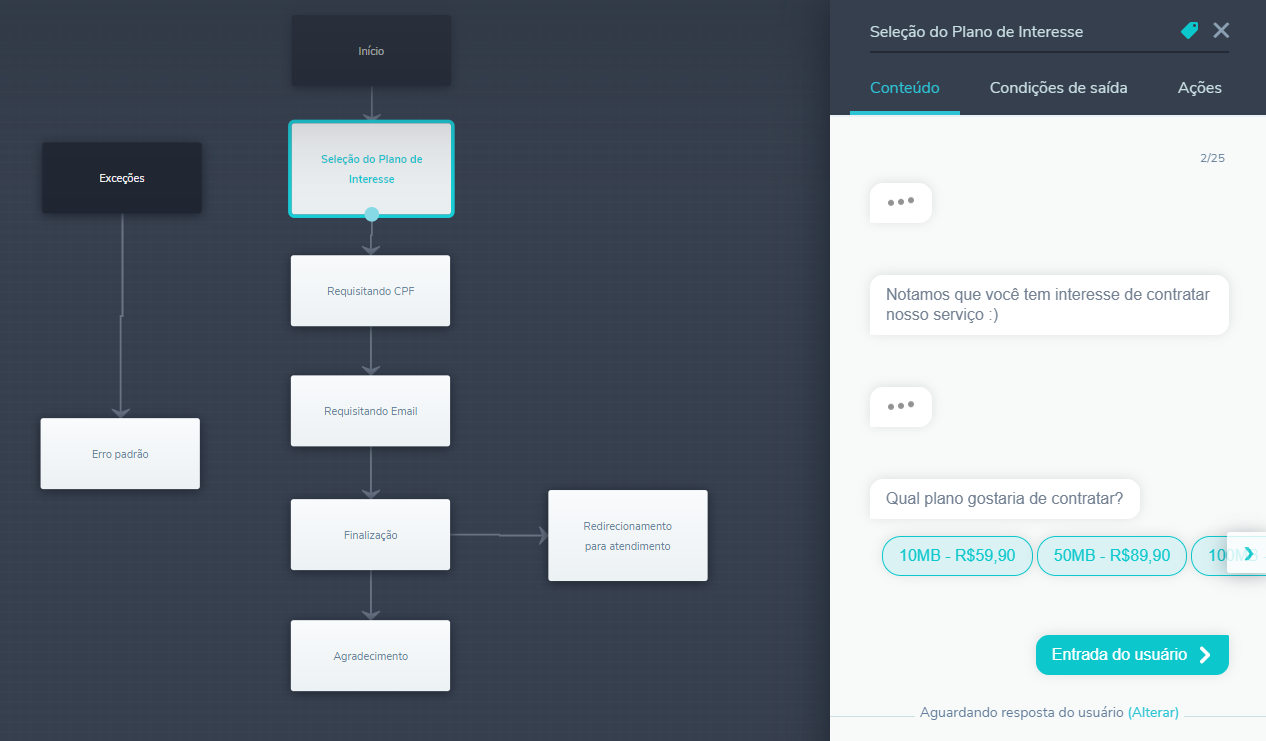 Início
Seleção do Plano de
Interesse
Exceções
Requisitando CPF
Requisitando Email
Erro padrão
Finalização
Redirecionamento
para atendimento
Agradecimento
Seleção do Plano de Interesse
Conteúdo Condições de saída Ações
2/25
Notamos que você tem interesse de contratar
nosso serviço :)
Qual plano gostaria de contratar?
10MB - R$59,90 50MB - R$89,90 100MB -
Entrada do usuário
Aguardando resposta do usuário (Alterar)